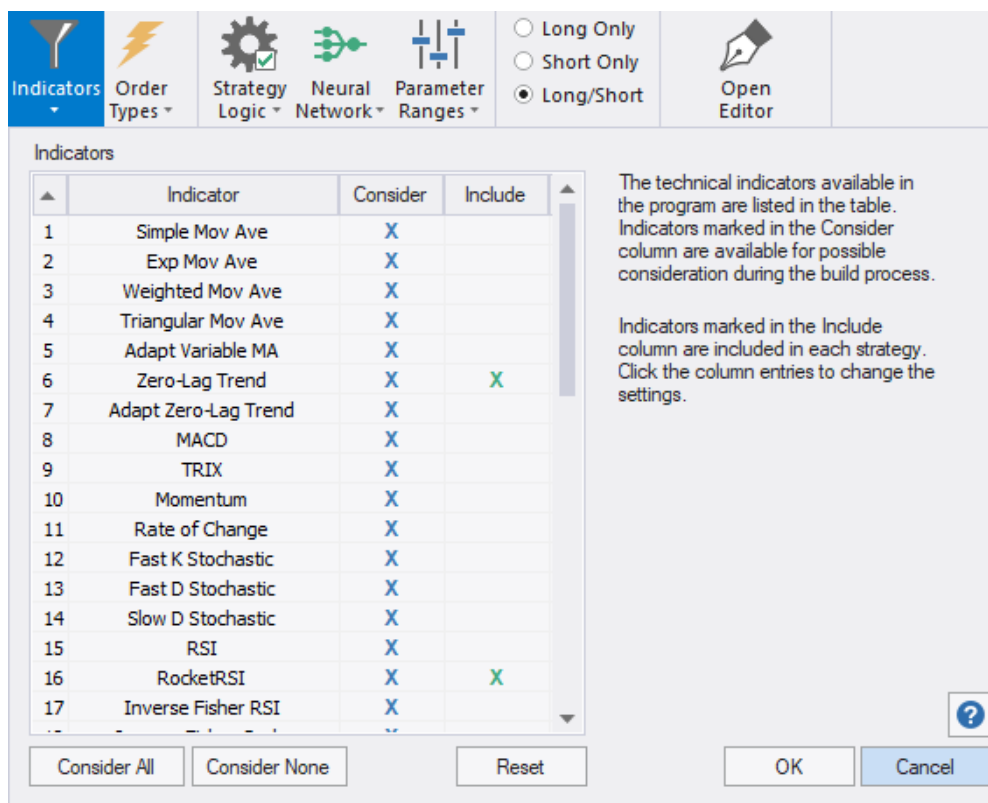 Indicators
Order Types
Strategy Logic
Neural Network
Parameter Ranges
Long Only
Short Only
Long/Short
Open Editor
Indicators
Indicator Consider Include
1 Simple Mov Ave X
2 Exp Mov Ave X
3 Weighted Mov Ave X
4 Triangular Mov Ave X
5 Adapt Variable MA X
6 Zero-Lag Trend X X
7 Adapt Zero-Lag Trend X
8 MACD X
9 TRIX X
10 Momentum X
11 Rate of Change X
12 Fast K Stochastic X
13 Fast D Stochastic X
14 Slow D Stochastic X
15 RSI X
16 RocketRSI X X
17 Inverse Fisher RSI X
The technical indicators available in
the program are listed in the table.
Indicators marked in the Consider
column are available for possible
consideration during the build process.
Indicators marked in the Include
column are included in each strategy.
Click the column entries to change the
settings.
?
Consider All
Consider None
Reset
OK
Cancel